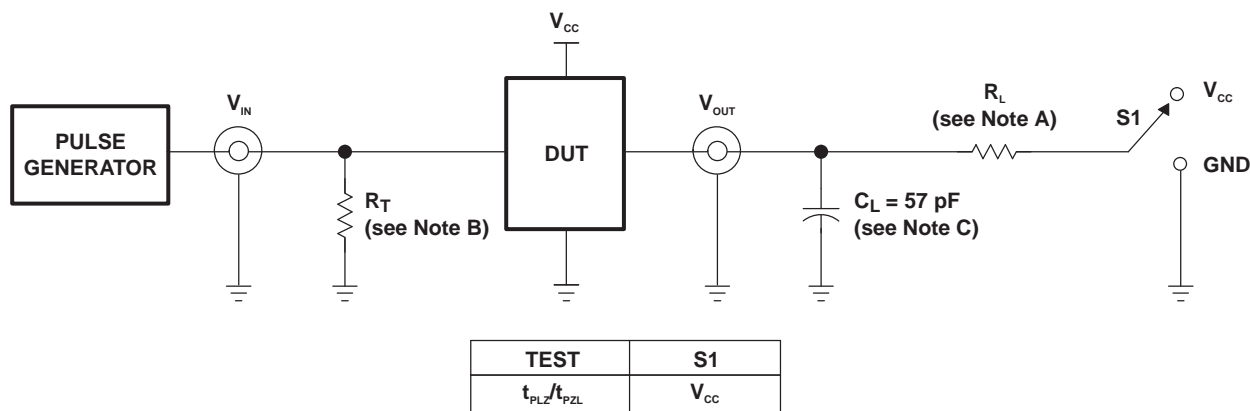 V_CC
PULSE
GENERATOR
V_IN
R_T
(see Note B)
DUT
V_OUT
C_L = 57 pF
(see Note C)
R_L
(see Note A)
S1
V_CC
GND
TEST S1
t_PLZ/t_PZL V_CC